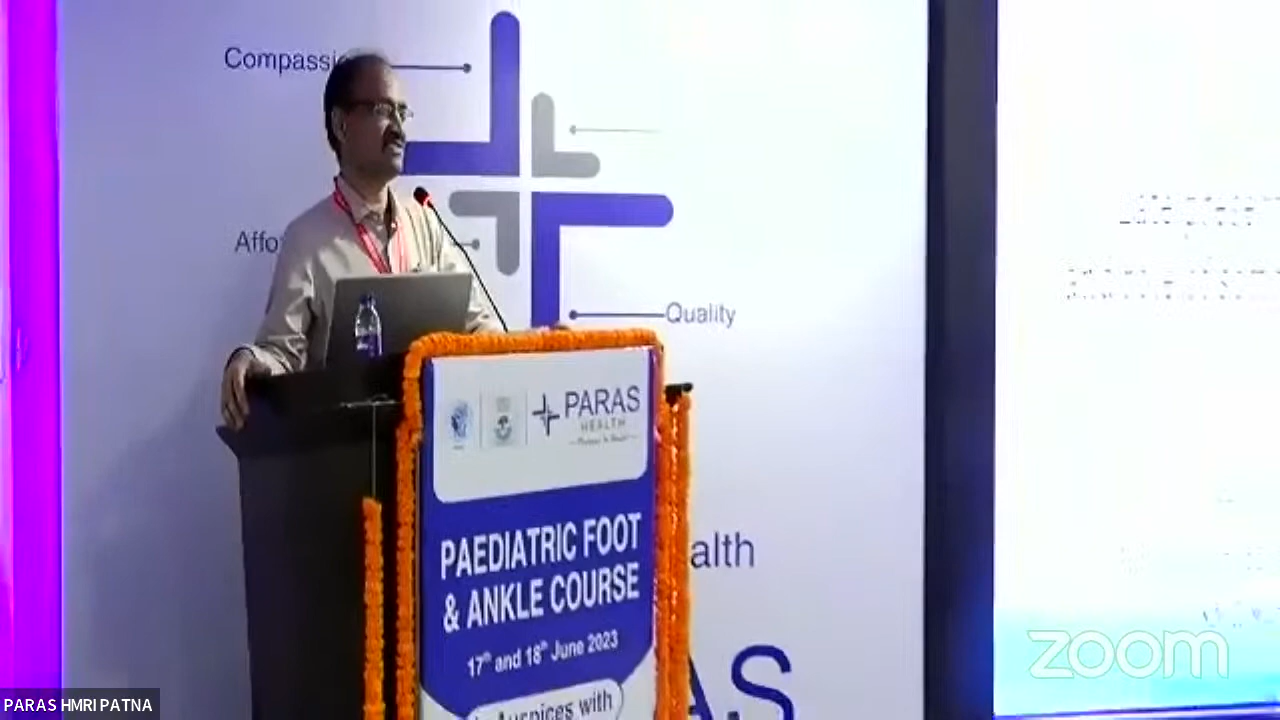 Compassi
Affo
Quality
PARAS
HEALTH
PAEDIATRIC FOOT
& ANKLE COURSE
17th and 18th June 2023
Auspices with
alth
AS
zoom
PARAS HMRI PATNA